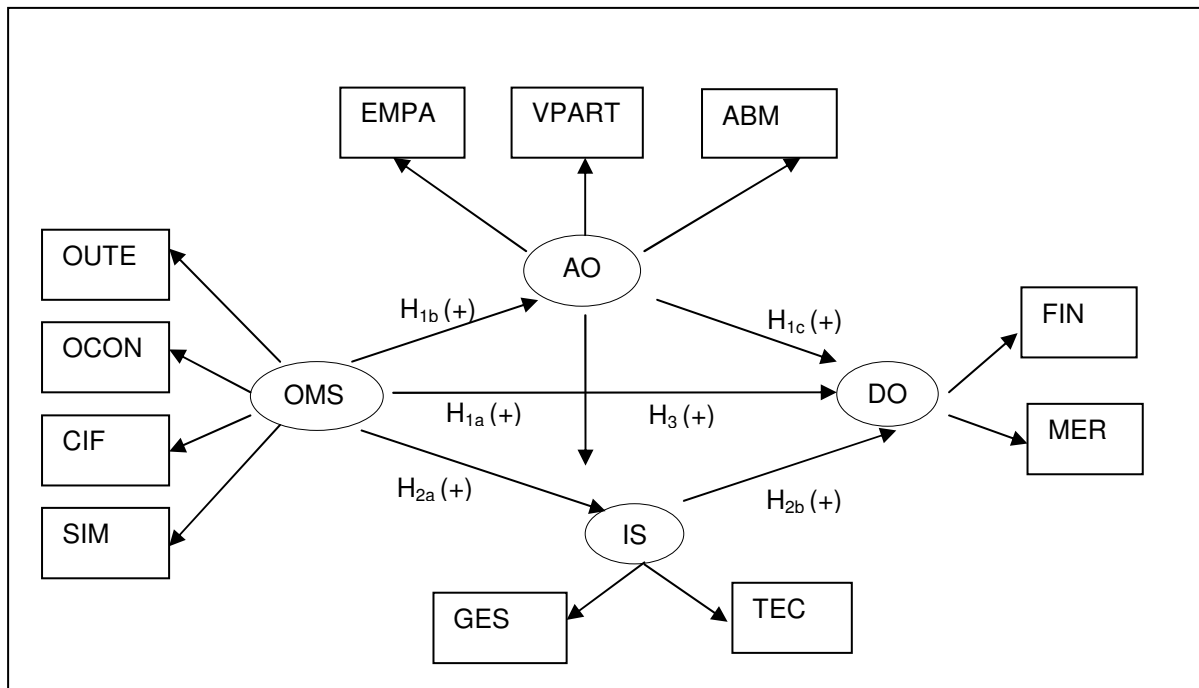 EMPA
VPART
ABM
OUTE
AO
FIN
H1b (+)
H1c (+)
OCON
OMS
DO
H1a (+)
H3 (+)
CIF
MER
H2a (+)
H2b (+)
SIM
IS
GES
TEC